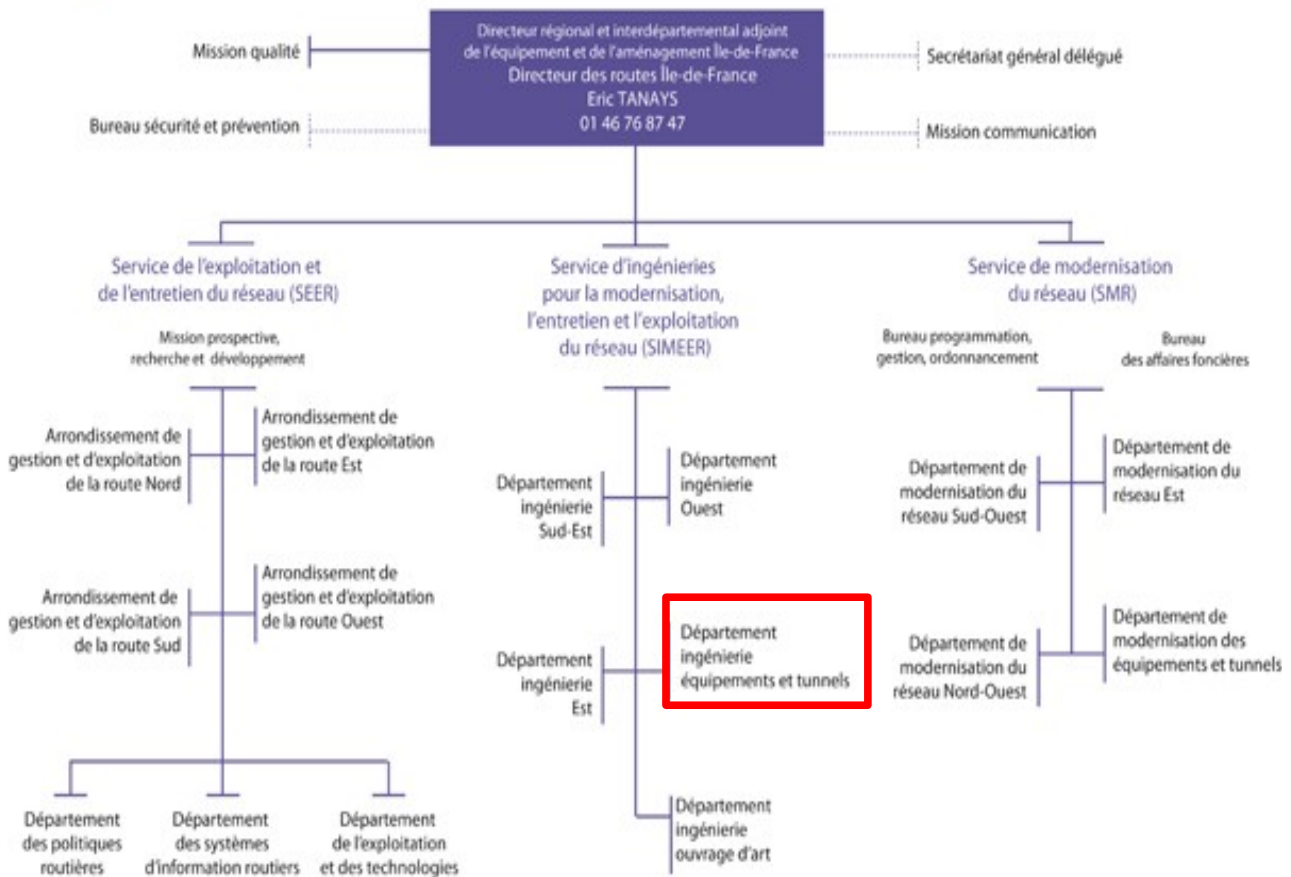 Directeur régional et interdépartemental adjoint
de l'équipement et de l'aménagement Île-de-France
Directeur des routes Île-de-France
Eric TANAYS
01 46 76 87 47
Mission qualité
Secrétariat général délégué
Bureau sécurité et prévention
Mission communication
Service de l'exploitation et
de l'entretien du réseau (SEER)
Mission prospective,
recherche et développement
Arrondissement de
gestion et d'exploitation
de la route Nord
Arrondissement de
gestion et d'exploitation
de la route Est
Arrondissement de
gestion et d'exploitation
de la route Sud
Arrondissement de
gestion et d'exploitation
de la route Ouest
Département
des politiques
routières
Département
des systèmes
d'information routiers
Département
de l'exploitation
et des technologies
Service d'ingénieries
pour la modernisation,
l'entretien et l'exploitation
du réseau (SIMEER)
Département
ingénierie
Sud-Est
Département
ingénierie
Ouest
Département
ingénierie
Est
Département
ingénierie
équipements et tunnels
Département
ingénierie
ouvrage d'art
Service de modernisation
du réseau (SMR)
Bureau programmation,
gestion, ordonnancement
Bureau
des affaires foncières
Département de
modernisation du
réseau Sud-Ouest
Département de
modernisation du
réseau Est
Département de
modernisation du
réseau Nord-Ouest
Département de
modernisation des
équipements et tunnels